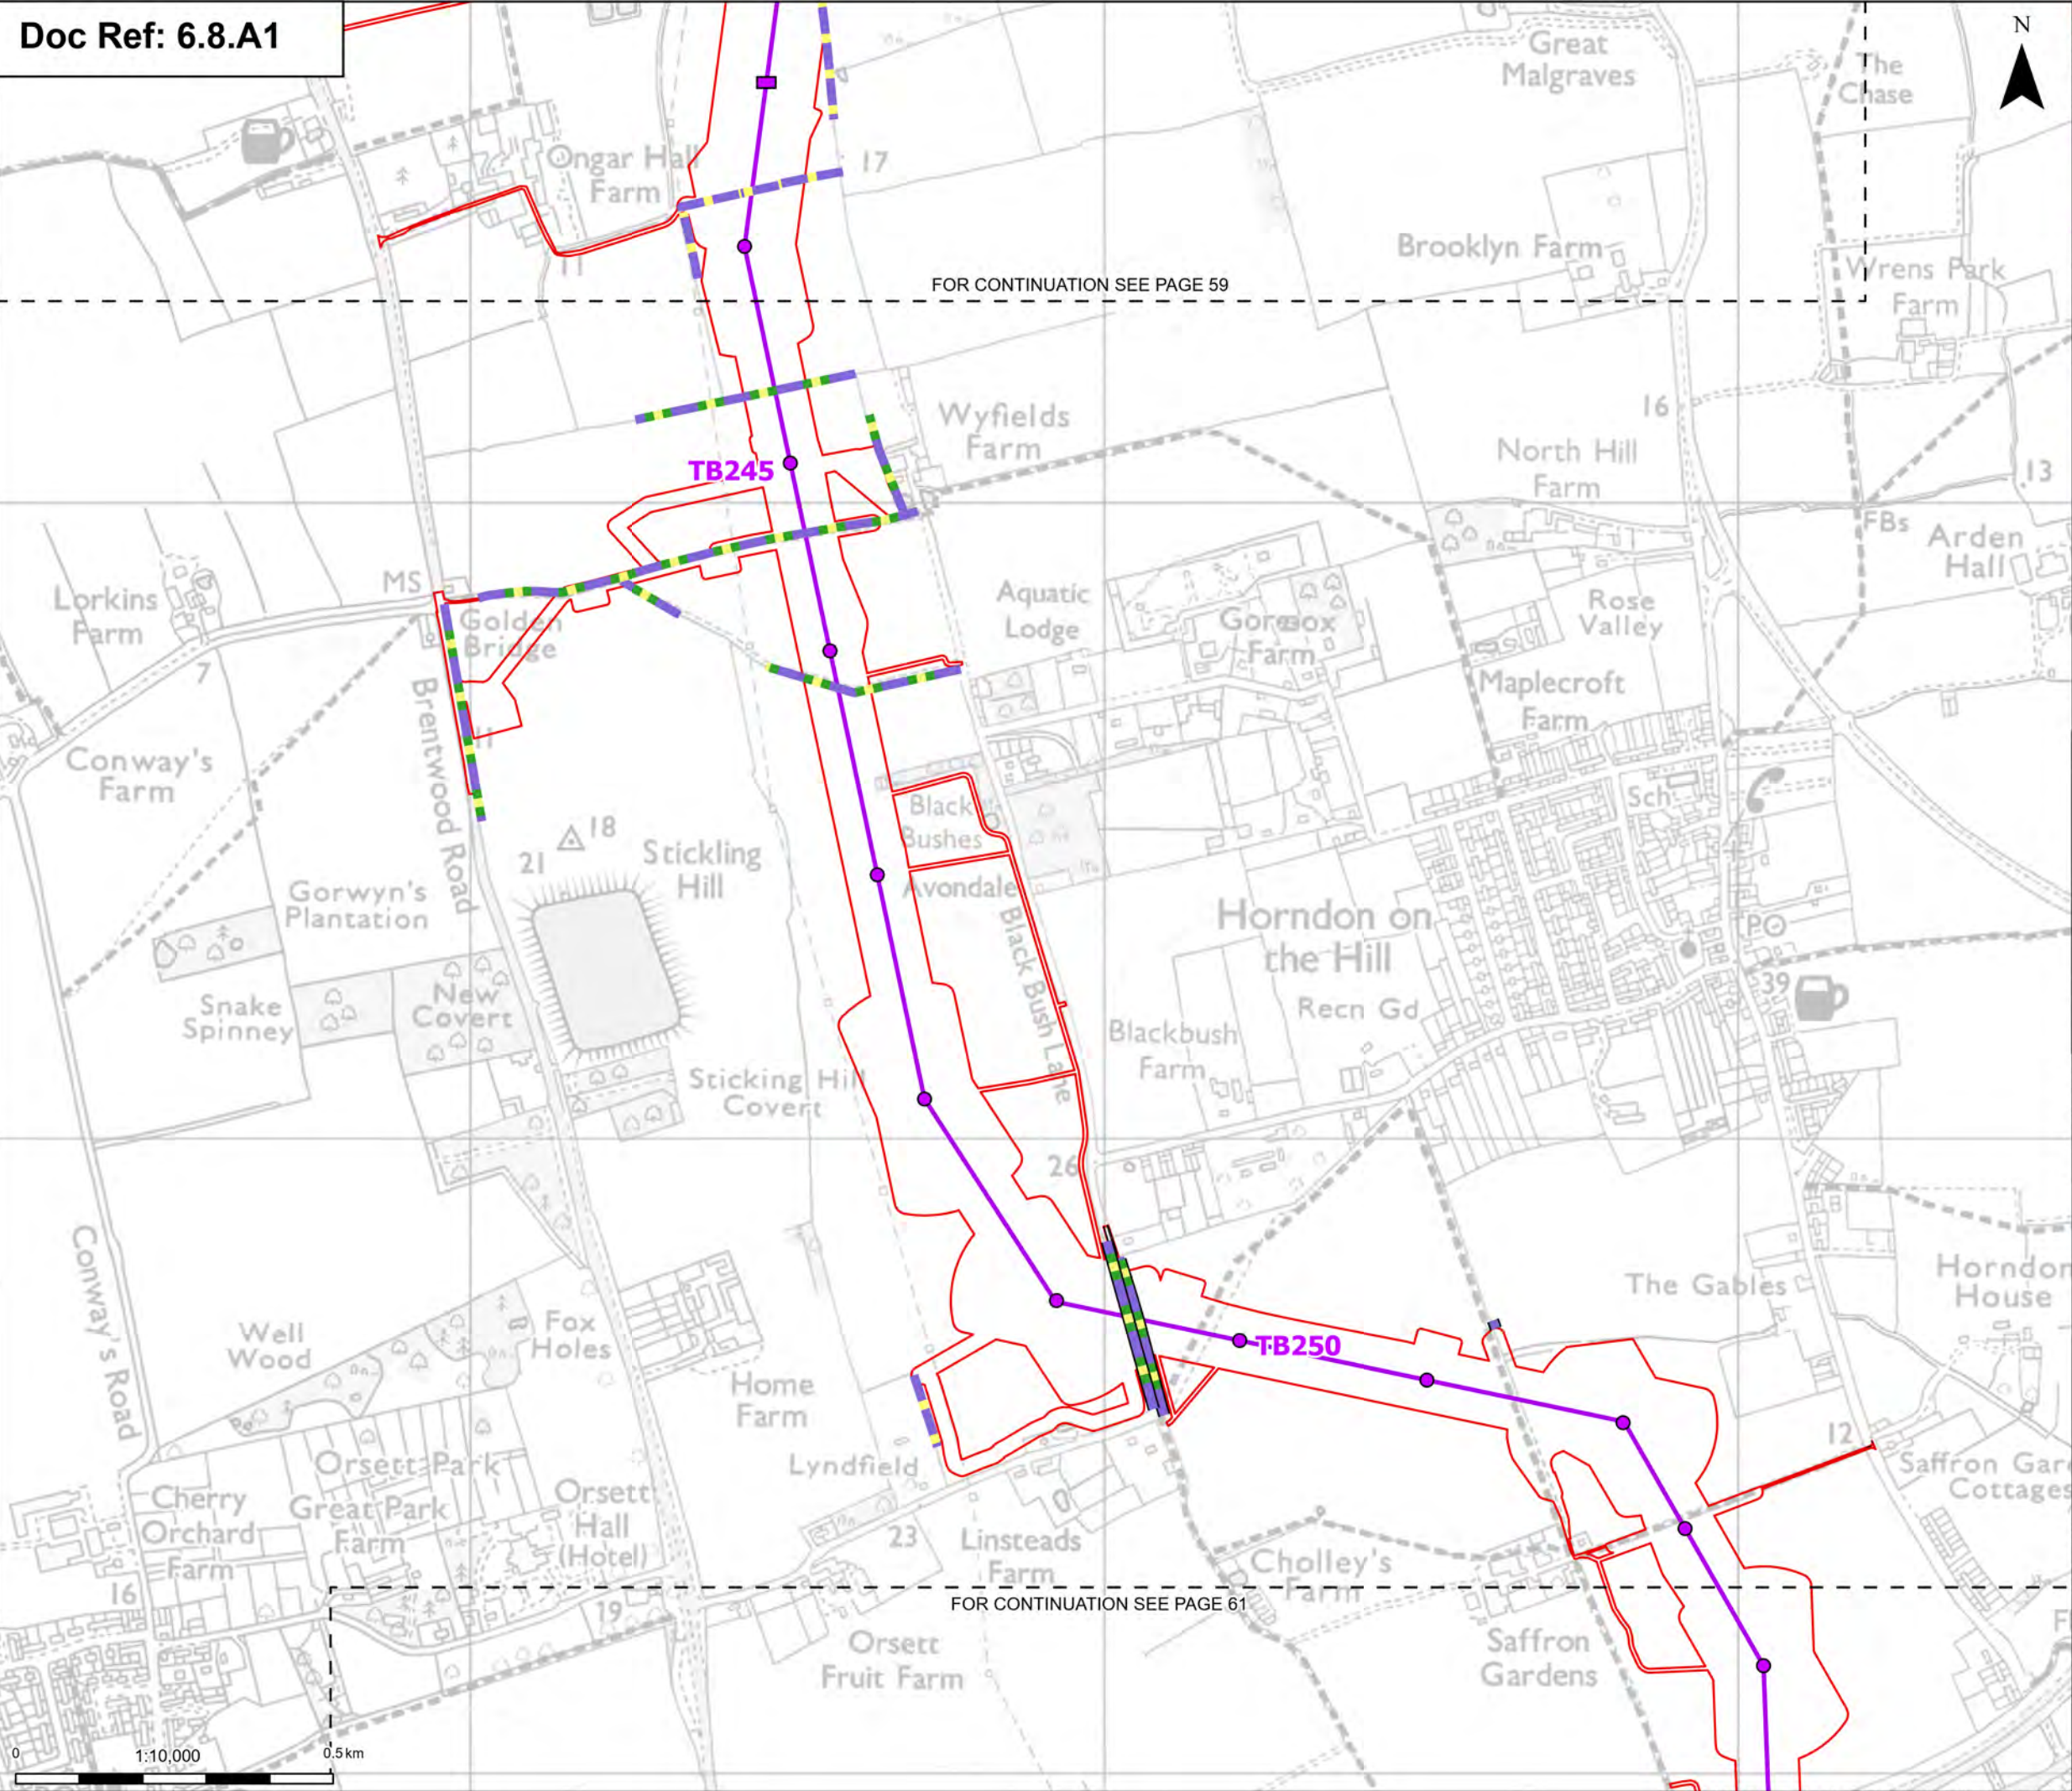 Doc Ref: 6.8.A1
N
Great
Malgraves
The
Chase
Ongar Hall
Farm
17
Brooklyn Farm
Wrens Park
Farm
11
FOR CONTINUATION SEE PAGE 59
Wyfields
Farm
16
North Hill
Farm
13
TB245
FBs
Arden
Hall
MS
Lorkins
Farm
Golden
Bridge
Aquatic
Lodge
Gorebox
Farm
Rose
Valley
7
Maplecroft
Farm
Conway's
Farm
11
Brentwood Road
Black
Bushes
Sch
18
21
Stickling
Hill
Avondale
Gorwyn's
Plantation
Horndon on
the Hill
PO
Black Bush Lane
39
Snake
Spinney
New
Covert
Recn Gd
Blackbush
Farm
Sticking Hill
Covert
26
Conway's Road
The Gables
Horndon
House
Well
Wood
Fox
Holes
TB250
Home
Farm
12
Lyndfield
Saffron Gar
Cottages
Orsett Park
Cherry
Orchard
Farm
Great Park
Farm
Orsett
Hall
(Hotel)
23
Linsteads
Farm
Cholley's
Farm
16
19
FOR CONTINUATION SEE PAGE 61
Orsett
Fruit Farm
Saffron
Gardens
0 1:10,000 0.5 km